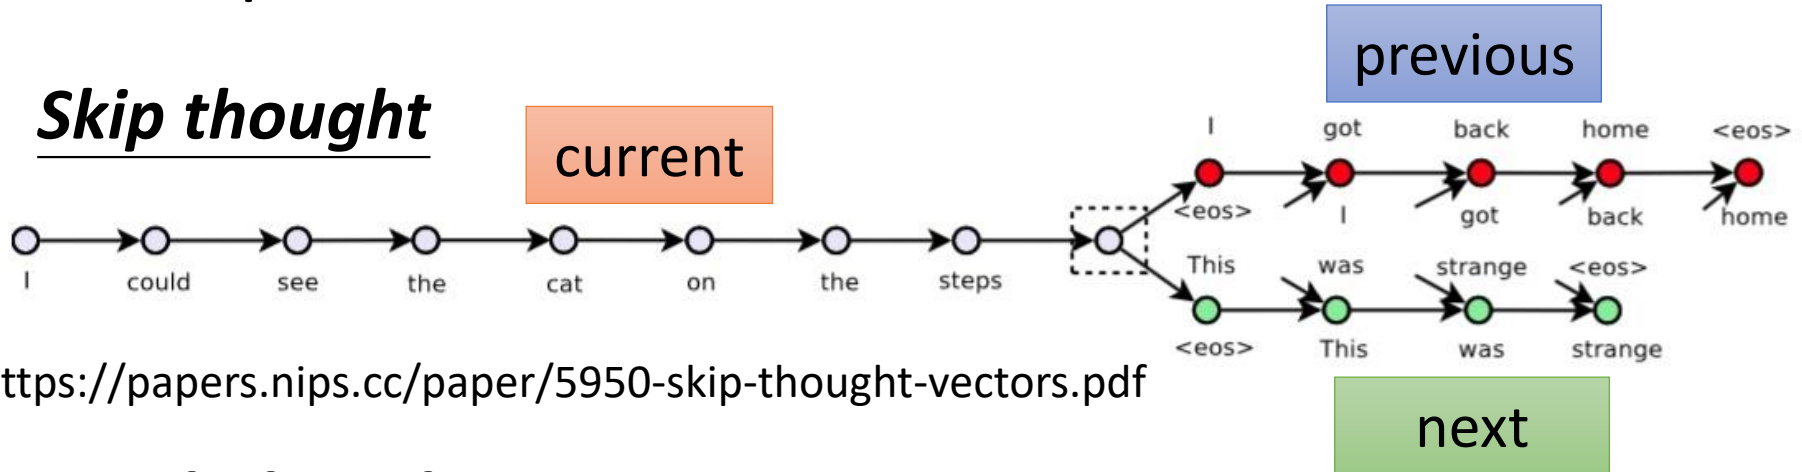 previous
Skip thought
current
I got back home <eos>
<eos> I got back home
I could see the cat on the steps
This was strange <eos>
<eos> This was strange
ttps://papers.nips.cc/paper/5950-skip-thought-vectors.pdf
next